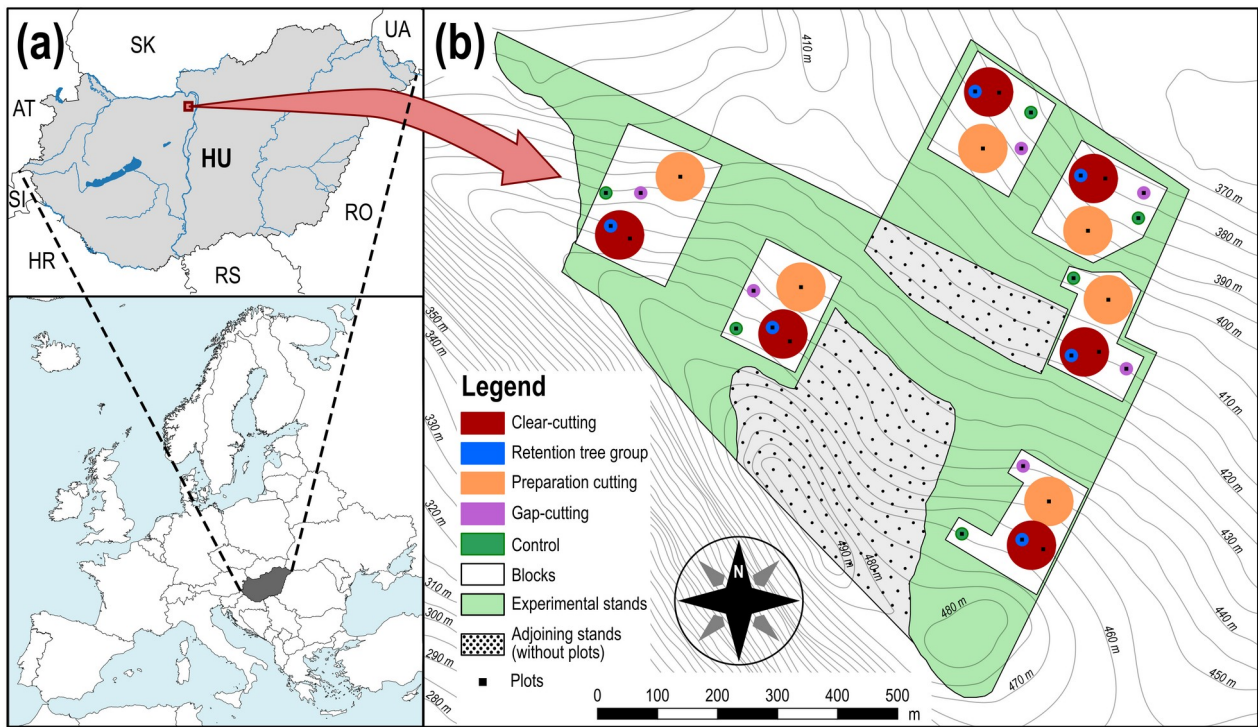 (a)
SK
UA
AT
HU
SI
RO
HR
RS
(b)
410 m
370 m
380 m
390 m
400 m
410 m
420 m
430 m
440 m
450 m
460 m
470 m
480 m
490 m
480 m
350 m
340 m
330 m
320 m
310 m
300 m
290 m
280 m
Legend
Clear-cutting
Retention tree group
Preparation cutting
Gap-cutting
Control
Blocks
Experimental stands
Adjoining stands
(without plots)
Plots
N
0 100 200 300 400 500
m